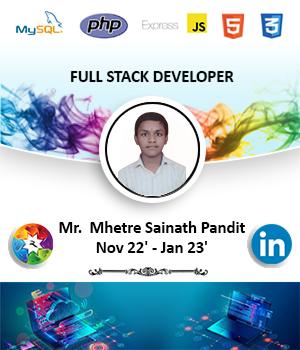 MySQL
php
Express
JS
5
3
FULL STACK DEVELOPER
Mr. Mhetre Sainath Pandit
Nov 22' - Jan 23'
in